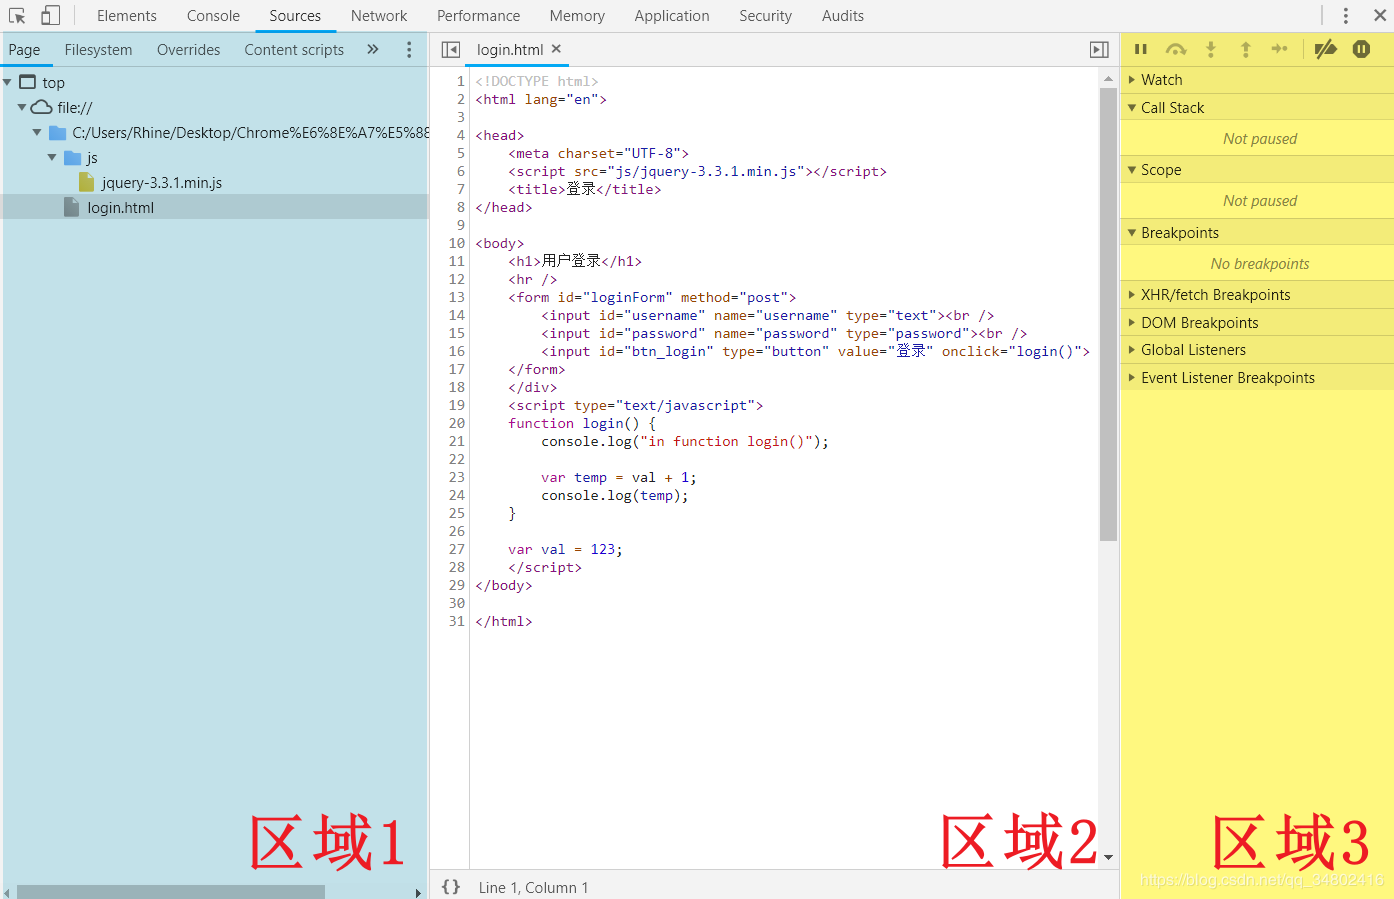 Elements Console Sources Network Performance Memory Application Security Audits
Page Filesystem Overrides Content scripts »
top
file://
C:/Users/Rhine/Desktop/Chrome%E6%8E%A7%E5%88
js
jquery-3.3.1.min.js
login.html
区域1
login.html ×
1 <!DOCTYPE html>
2 <html lang="en">
3
4 <head>
5     <meta charset="UTF-8">
6     <script src="js/jquery-3.3.1.min.js"></script>
7     <title>登录</title>
8 </head>
9
10 <body>
11     <h1>用户登录</h1>
12     <hr />
13     <form id="loginForm" method="post">
14         <input id="username" name="username" type="text"><br />
15         <input id="password" name="password" type="password"><br />
16         <input id="btn_login" type="button" value="登录" onclick="login()">
17     </form>
18     </div>
19     <script type="text/javascript">
20     function login() {
21         console.log("in function login()");
22
23         var temp = val + 1;
24         console.log(temp);
25     }
26
27     var val = 123;
28     </script>
29 </body>
30
31 </html>
区域2
{} Line 1, Column 1
Watch
Call Stack
Not paused
Scope
Not paused
Breakpoints
No breakpoints
XHR/fetch Breakpoints
DOM Breakpoints
Global Listeners
Event Listener Breakpoints
区域3
https://blog.csdn.net/qq_34802416